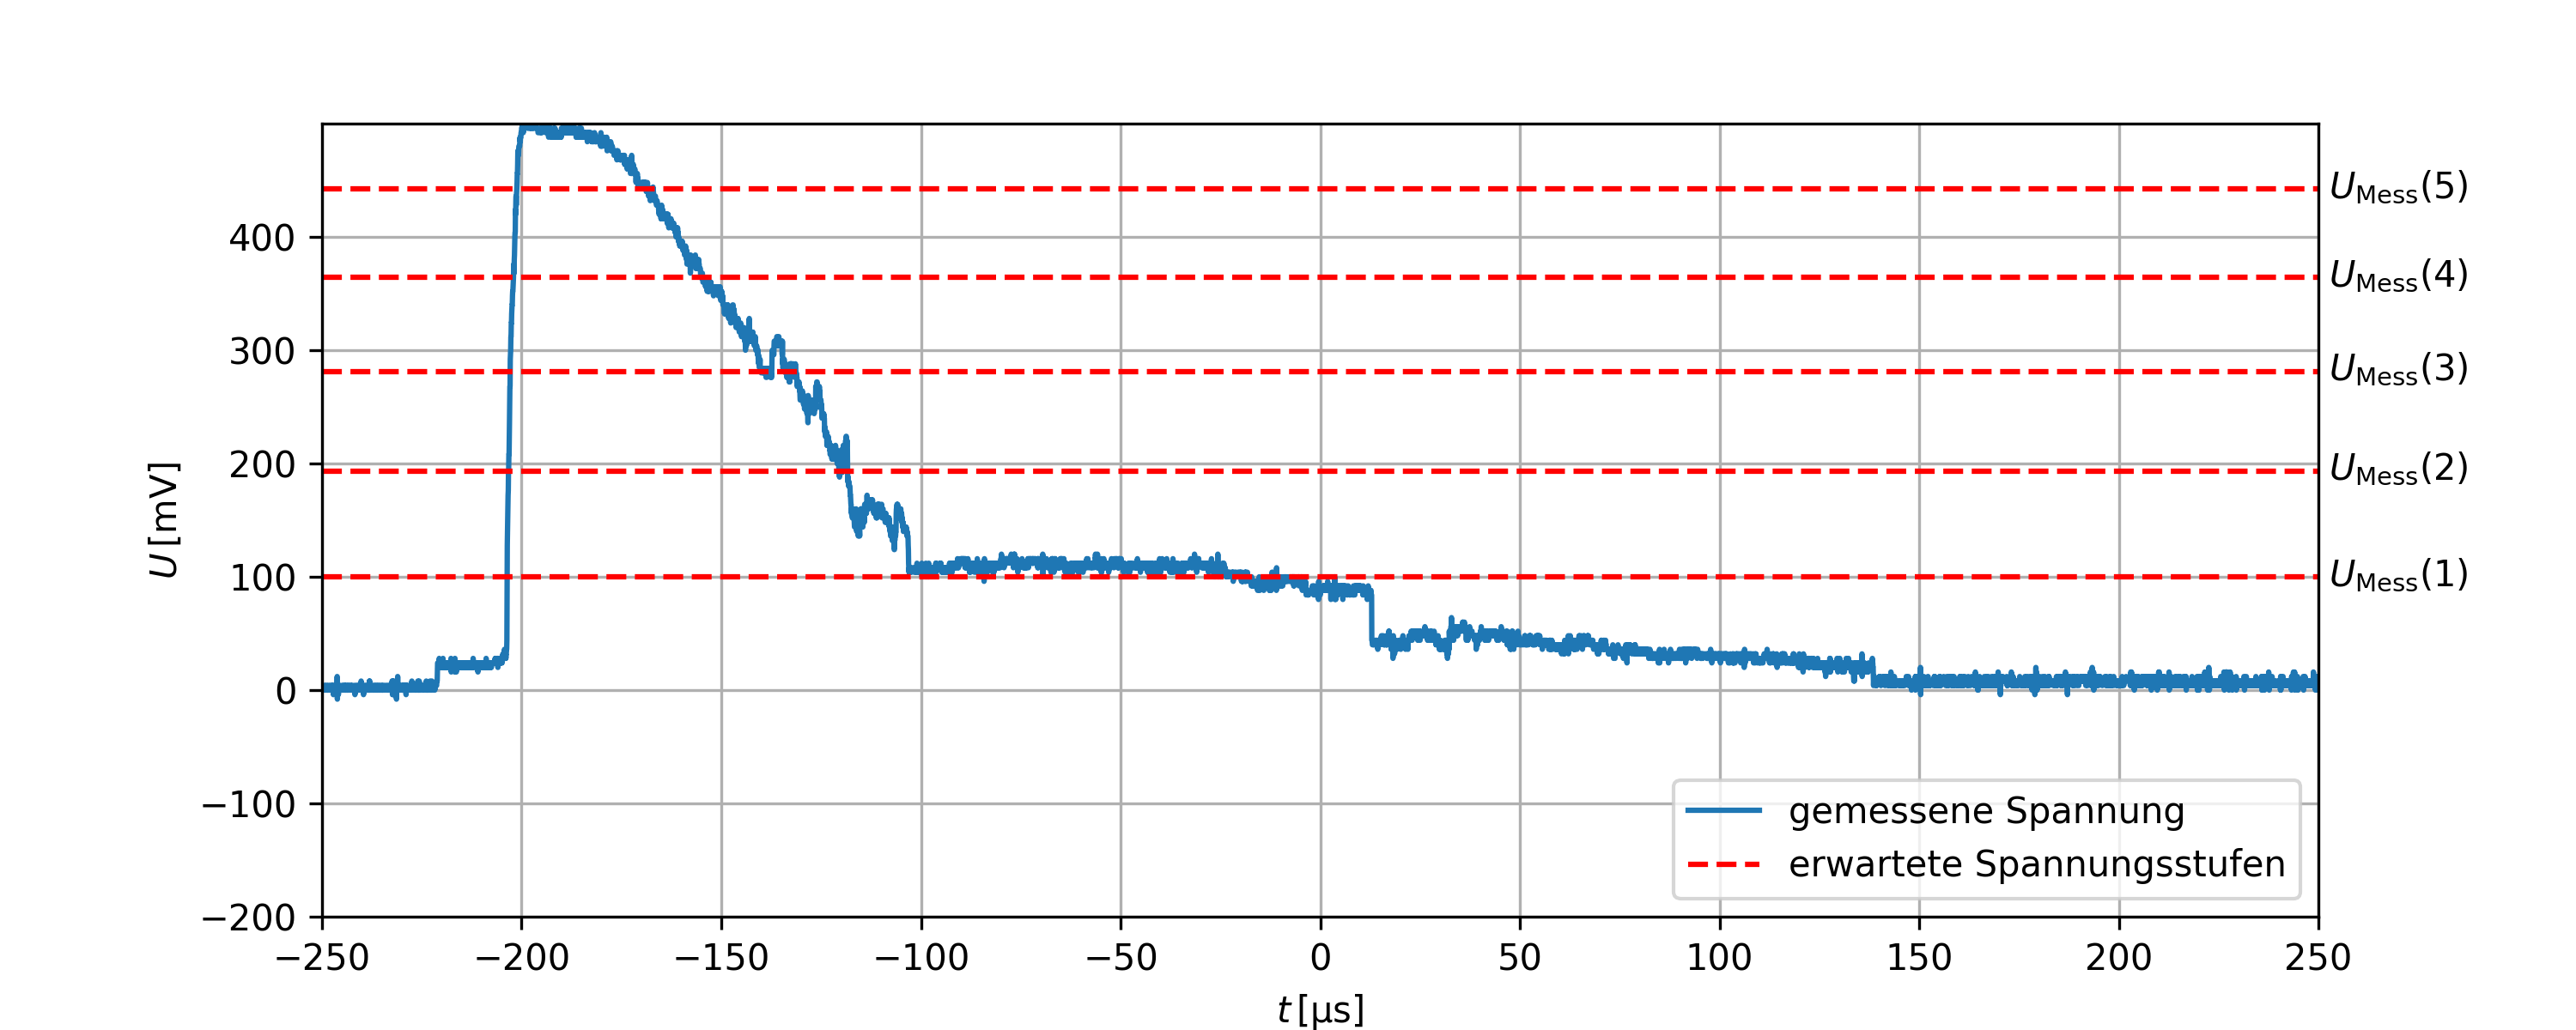 U_Mess(5)
400
U_Mess(4)
300
U_Mess(3)
200
U_Mess(2)
U [mV]
100
U_Mess(1)
0
−100
gemessene Spannung
erwartete Spannungsstufen
−200
−250 −200 −150 −100 −50 0 50 100 150 200 250
t [µs]